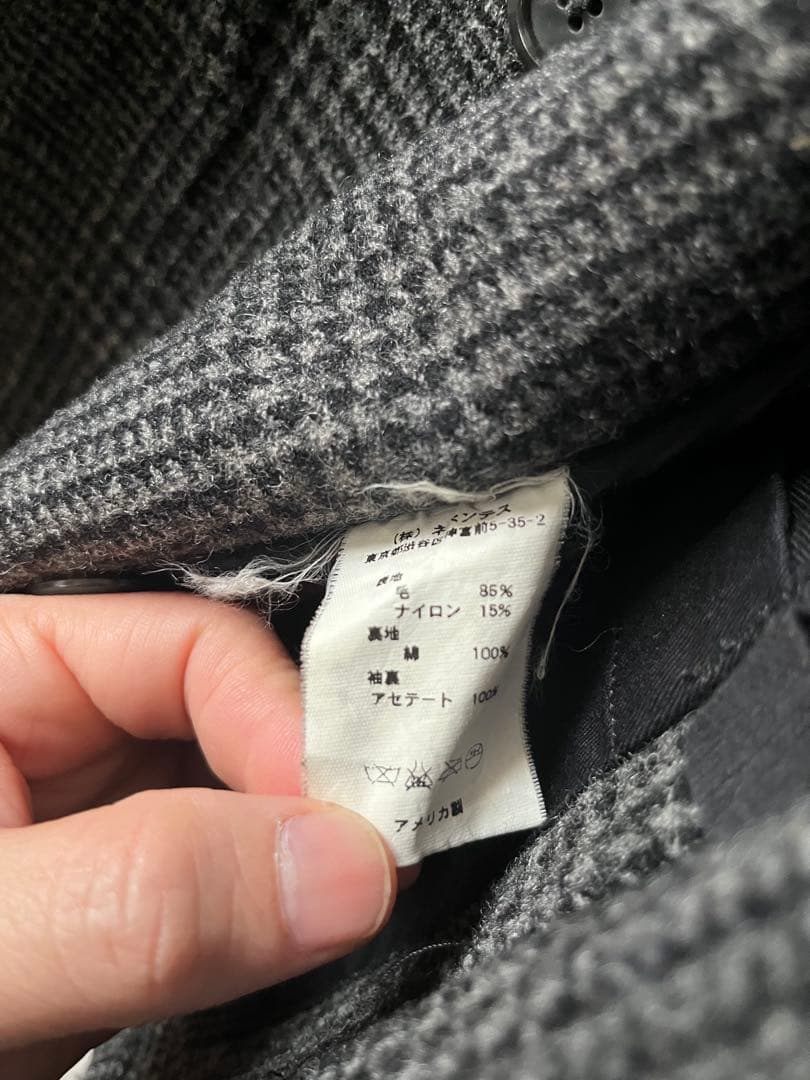 (株) ネペンテス
東京都渋谷区神宮前5-35-2
表地
毛 85%
ナイロン 15%
裏地
綿 100%
袖裏
アセテート 100%
アメリカ製